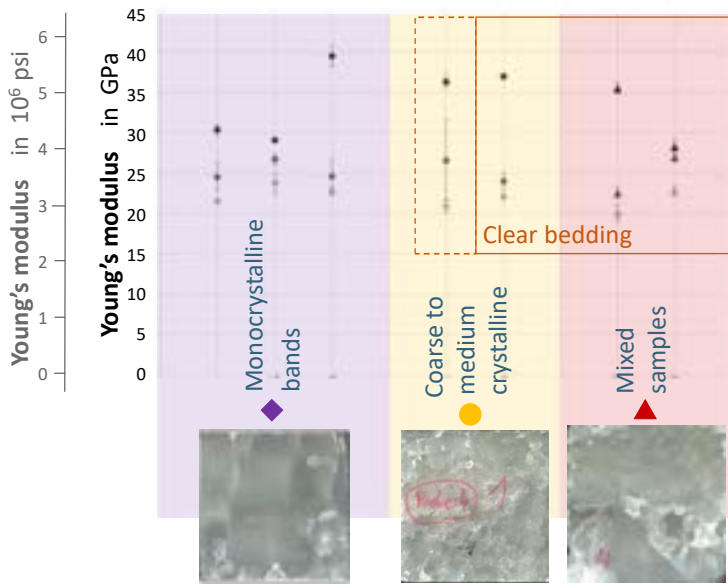 Young's modulus in 10⁶ psi
6
5
4
3
2
1
0
Young's modulus in GPa
45
40
35
30
25
20
15
10
5
0
Clear bedding
Monocrystalline
bands
Coarse to
medium
crystalline
Mixed
samples
1